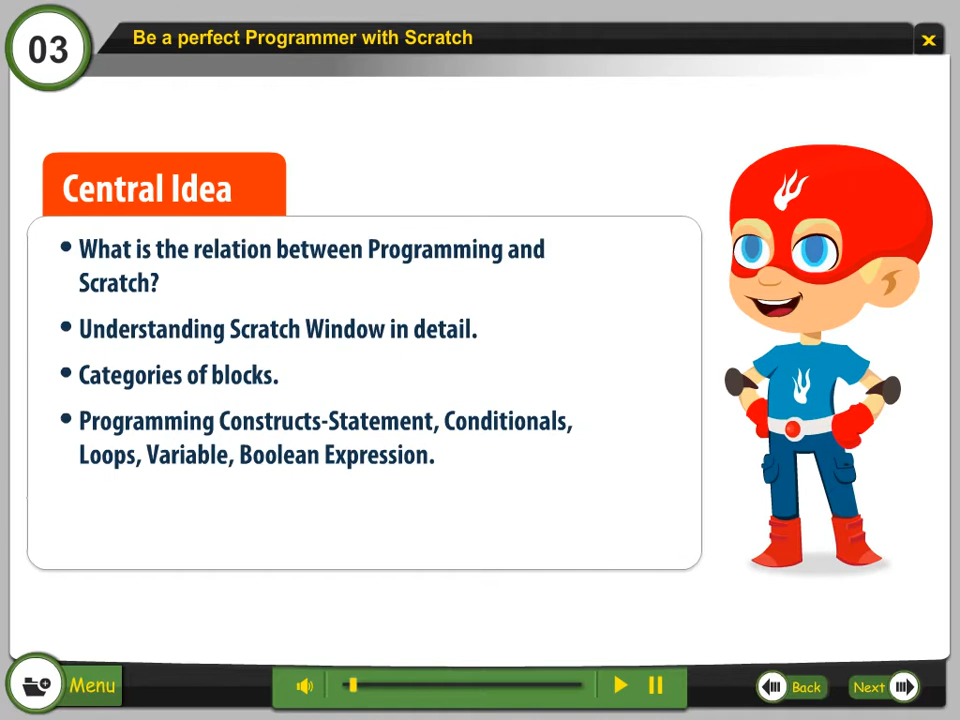 03
Be a perfect Programmer with Scratch
x
Central Idea
• What is the relation between Programming and
Scratch?
• Understanding Scratch Window in detail.
• Categories of blocks.
• Programming Constructs-Statement, Conditionals,
Loops, Variable, Boolean Expression.
Menu
Back
Next